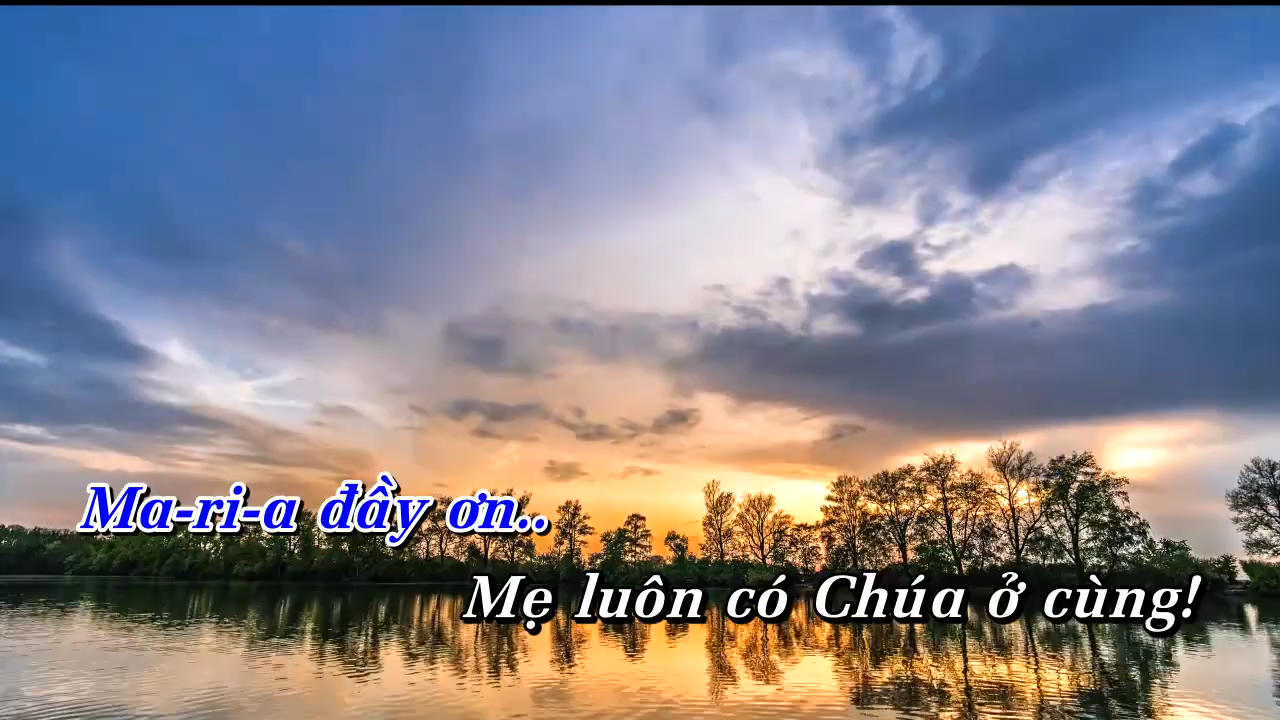 Ma-ri-a đầy ơn..
Mẹ luôn có Chúa ở cùng!